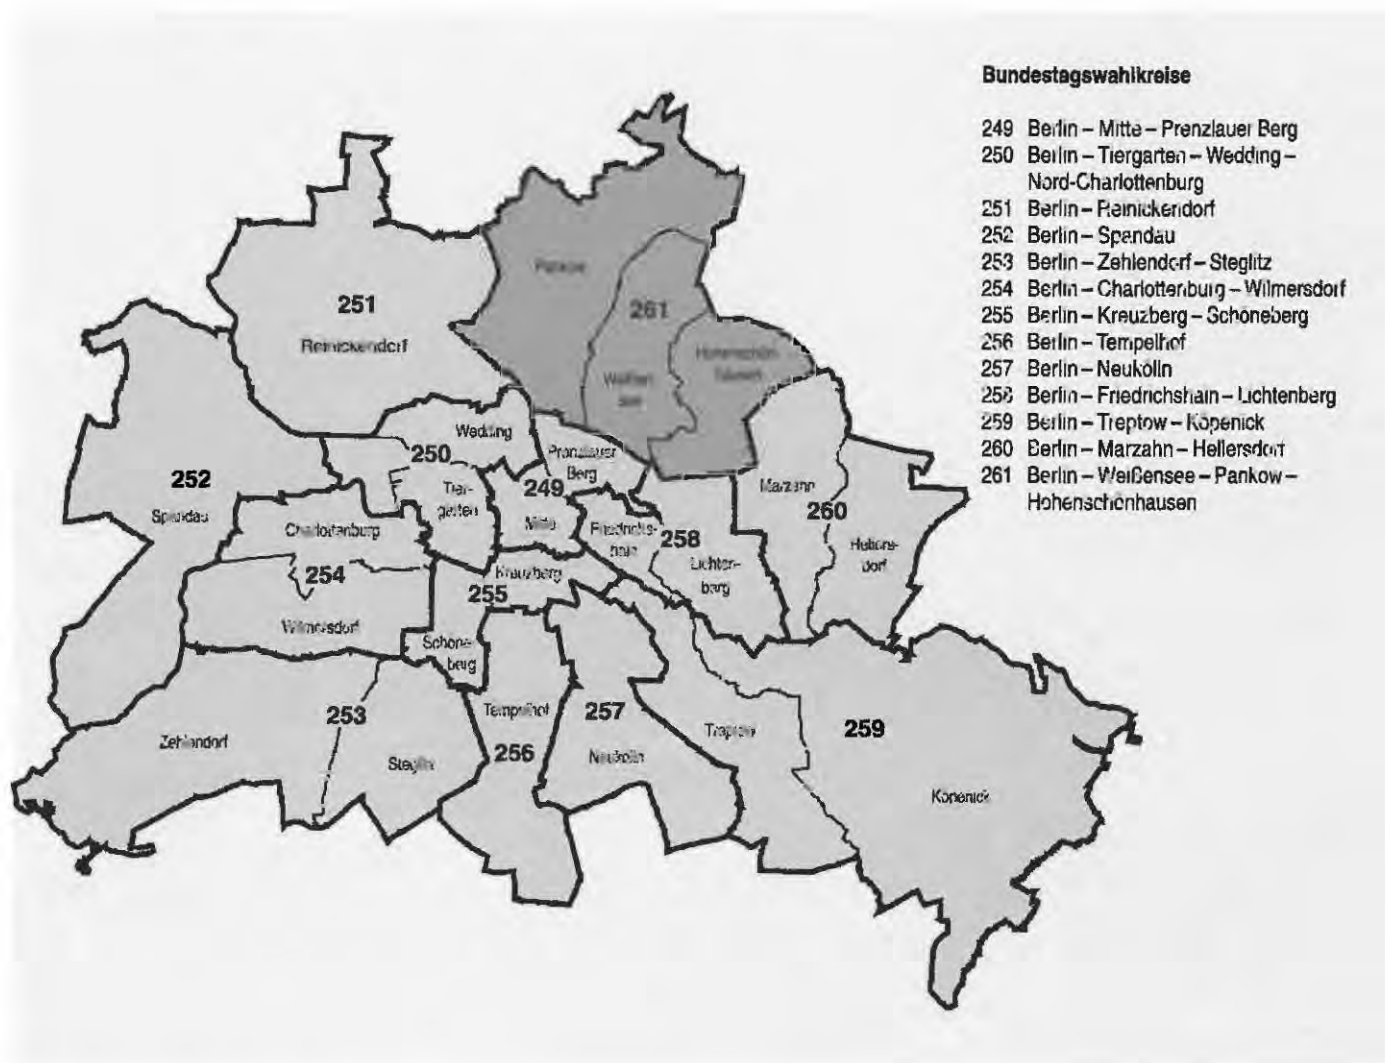 Bundestagswahlkreise
249 Berlin – Mitte – Prenzlauer Berg
250 Berlin – Tiergarten – Wedding –
Nord-Charlottenburg
251 Berlin – Reinickendorf
252 Berlin – Spandau
253 Berlin – Zehlendorf – Steglitz
254 Berlin – Charlottenburg – Wilmersdorf
255 Berlin – Kreuzberg – Schöneberg
256 Berlin – Tempelhof
257 Berlin – Neukölln
258 Berlin – Friedrichshain – Lichtenberg
259 Berlin – Treptow – Köpenick
260 Berlin – Marzahn – Hellersdorf
261 Berlin – Weißensee – Pankow –
Hohenschönhausen
Pankow
251
Reinickendorf
261
Hohenschön-
hausen
Weißen-
see
Wedding
250
Prenzlauer
Berg
252
Spandau
Tier-
garten
249
Mitte
Marzahn
260
Charlottenburg
Friedrichs-
hain
258
Lichten-
berg
Hellers-
dorf
254
Kreuzberg
255
Wilmersdorf
Schöne-
berg
253
Tempelhof
257
Zehlendorf
Steglitz
256
Neukölln
Treptow
259
Köpenick